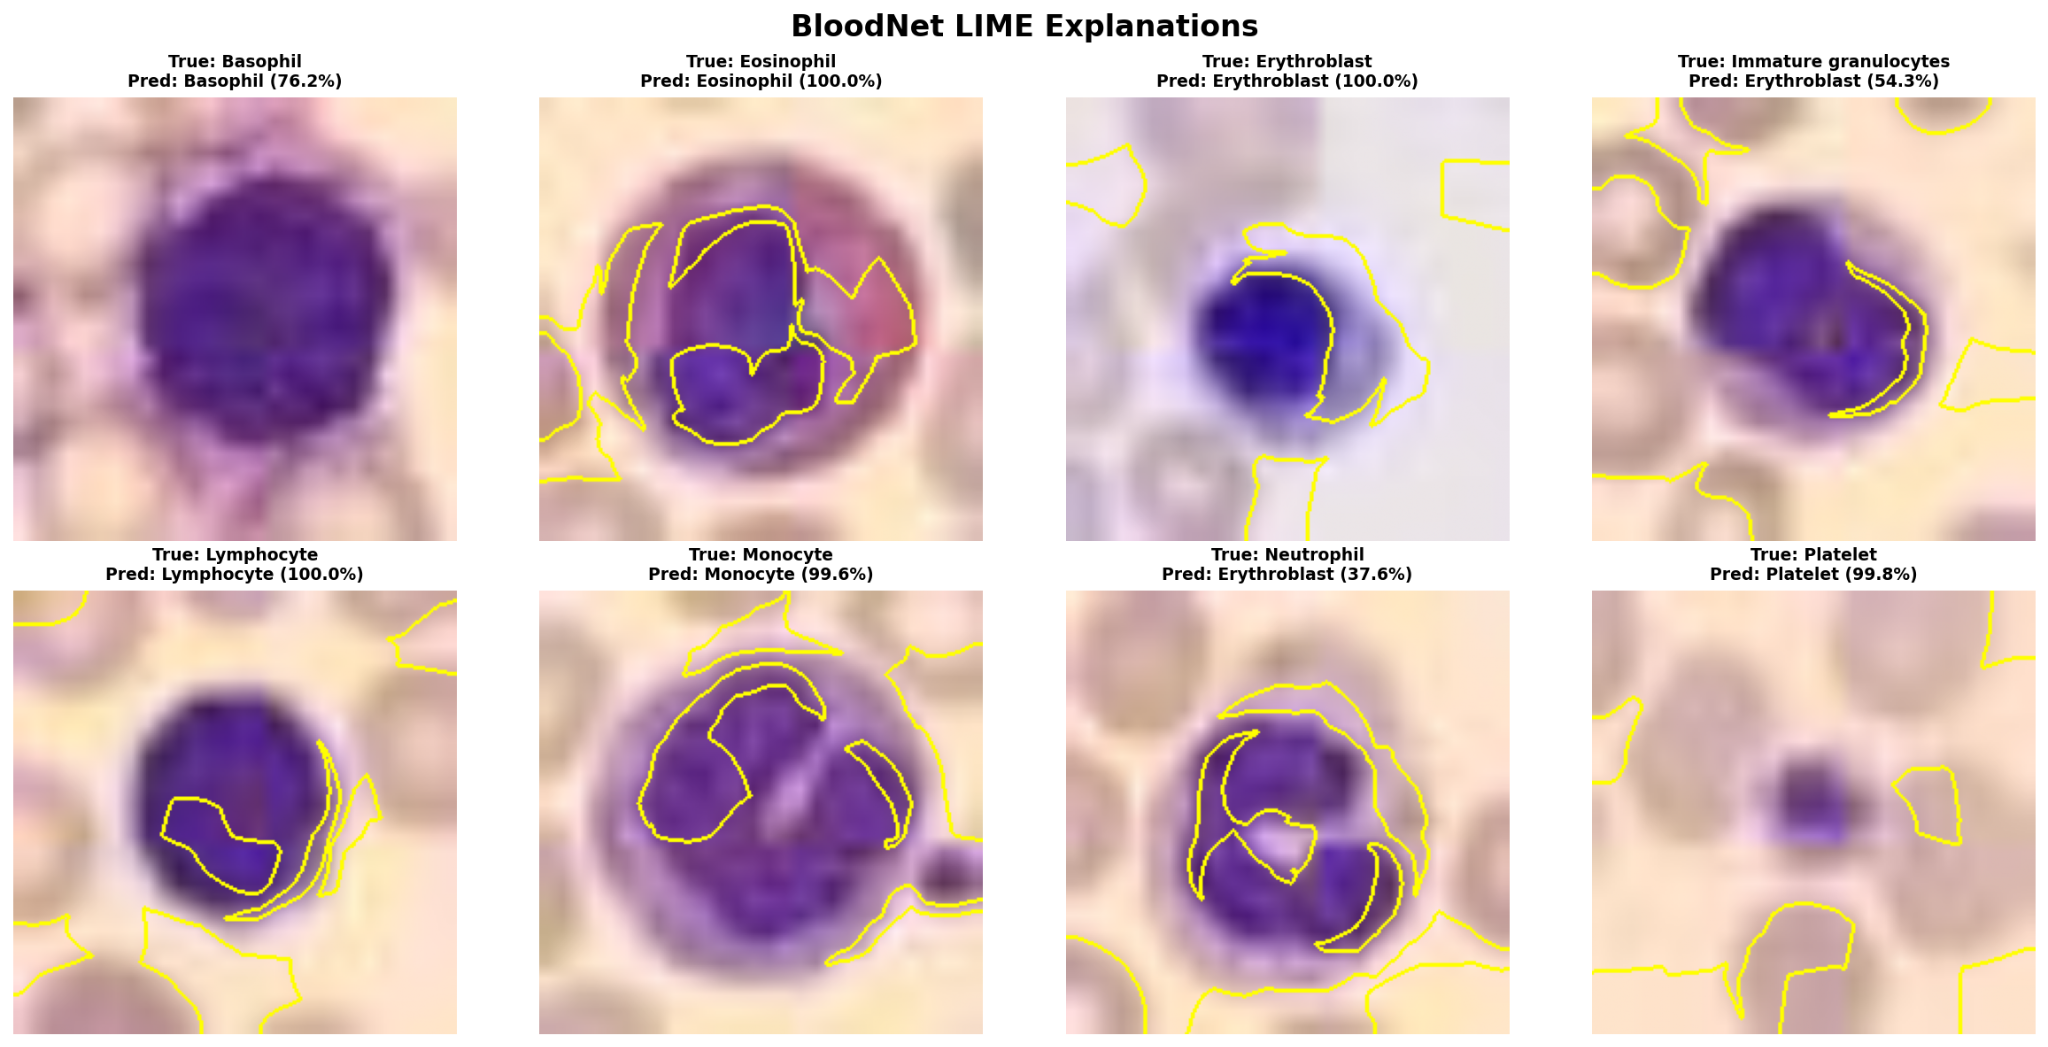 BloodNet LIME Explanations
True: Basophil
Pred: Basophil (76.2%)
True: Eosinophil
Pred: Eosinophil (100.0%)
True: Erythroblast
Pred: Erythroblast (100.0%)
True: Immature granulocytes
Pred: Erythroblast (54.3%)
True: Lymphocyte
Pred: Lymphocyte (100.0%)
True: Monocyte
Pred: Monocyte (99.6%)
True: Neutrophil
Pred: Erythroblast (37.6%)
True: Platelet
Pred: Platelet (99.8%)